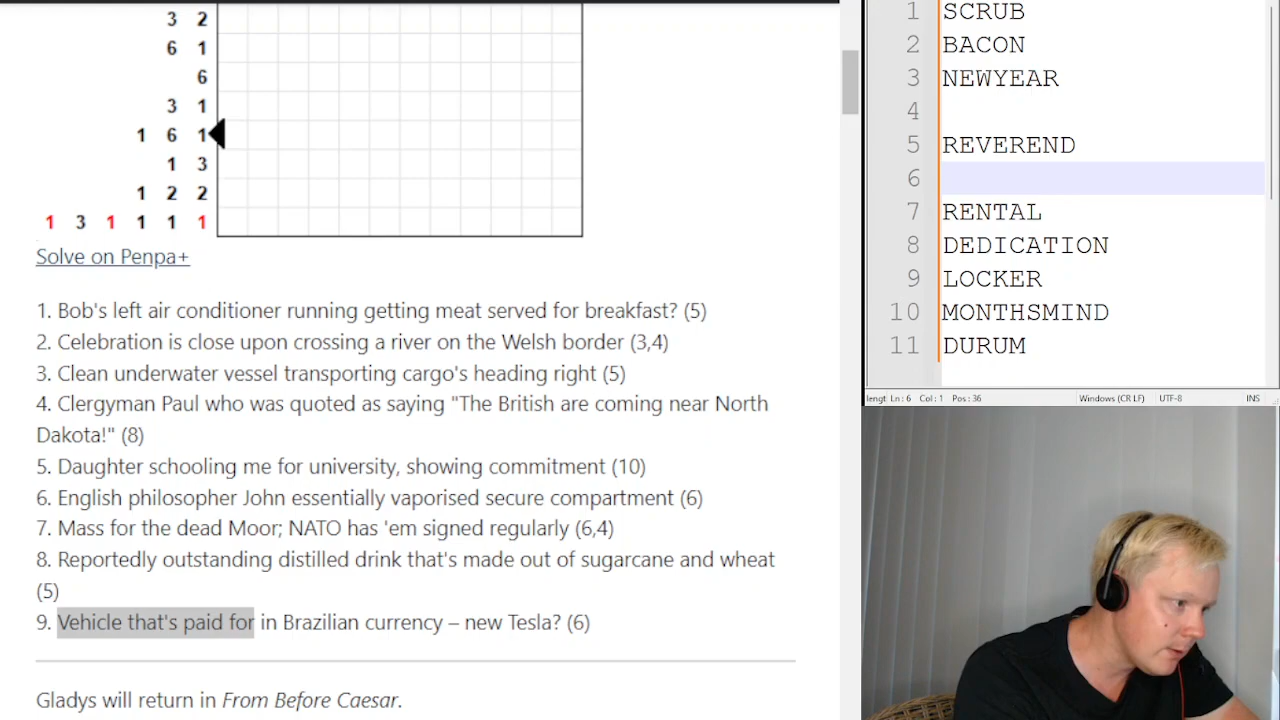 3 2
6 1
6
3 1
1 6 1
1 3
1 2 2
1 3 1 1 1 1
Solve on Penpa+
1. Bob's left air conditioner running getting meat served for breakfast? (5)
2. Celebration is close upon crossing a river on the Welsh border (3,4)
3. Clean underwater vessel transporting cargo's heading right (5)
4. Clergyman Paul who was quoted as saying "The British are coming near North
Dakota!" (8)
5. Daughter schooling me for university, showing commitment (10)
6. English philosopher John essentially vaporised secure compartment (6)
7. Mass for the dead Moor; NATO has 'em signed regularly (6,4)
8. Reportedly outstanding distilled drink that's made out of sugarcane and wheat
(5)
9. Vehicle that's paid for in Brazilian currency – new Tesla? (6)
Gladys will return in From Before Caesar.
1 SCRUB
2 BACON
3 NEWYEAR
4
5 REVEREND
6
7 RENTAL
8 DEDICATION
9 LOCKER
10 MONTHSMIND
11 DURUM
lengt Ln: 6 Col: 1 Pos: 36 Windows (CR LF) UTF-8 INS